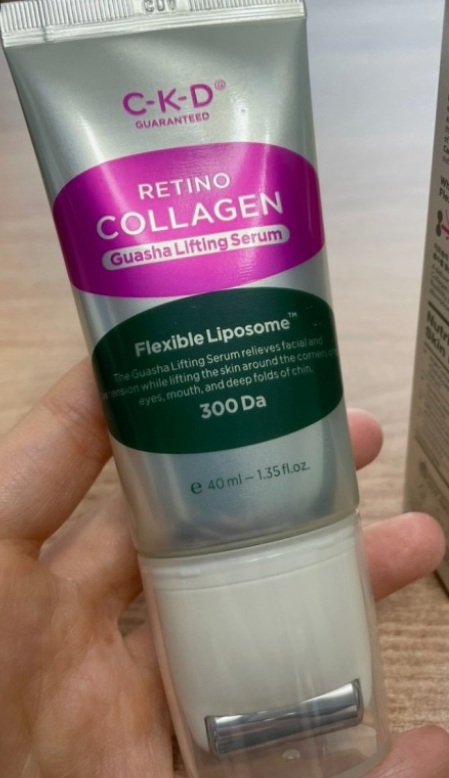 C-K-D®
GUARANTEED
RETINO
COLLAGEN
Guasha Lifting Serum
Flexible Liposome™
The Guasha Lifting Serum relieves facial and
tension while lifting the skin around the corners
eyes, mouth, and deep folds of chin.
300 Da
e 40 ml – 1.35 fl.oz.